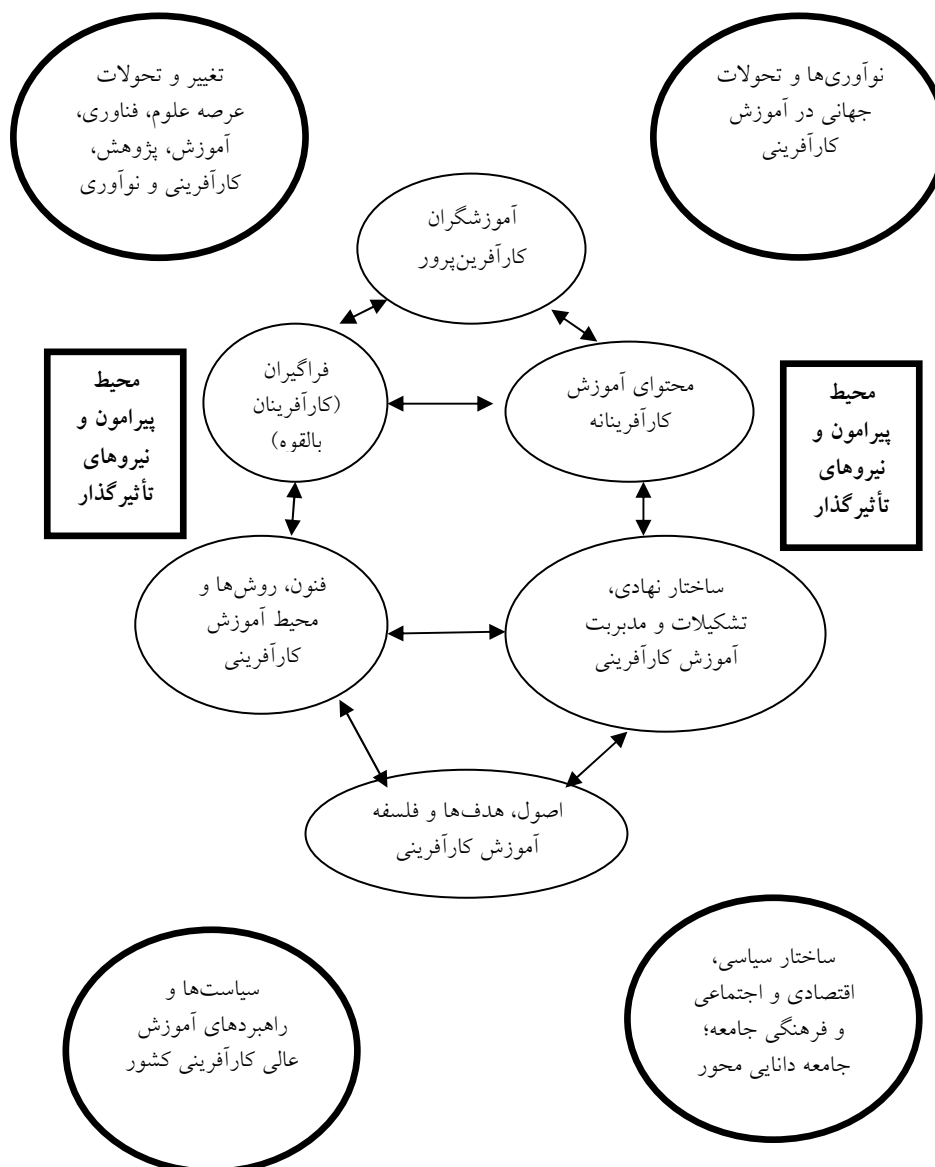 نوآوری‌ها و تحولات
جهانی در آموزش
کارآفرینی
تغییر و تحولات
عرصه علوم، فناوری،
آموزش، پژوهش،
کارآفرینی و نوآوری
آموزشگران
کارآفرین‌پرور
محیط
پیرامون و
نیروهای
تأثیرگذار
محتوای آموزش
کارآفرینانه
فراگیران
(کارآفرینان
بالقوه)
محیط
پیرامون و
نیروهای
تأثیرگذار
ساختار نهادی،
تشکیلات و مدبربت
آموزش کارآفرینی
فنون، روش‌ها و
محیط آموزش
کارآفرینی
اصول، هدف‌ها و فلسفه
آموزش کارآفرینی
ساختار سیاسی،
اقتصادی و اجتماعی
و فرهنگی جامعه؛
جامعه دانایی محور
سیاست‌ها و
راهبردهای آموزش
عالی کارآفرینی کشور